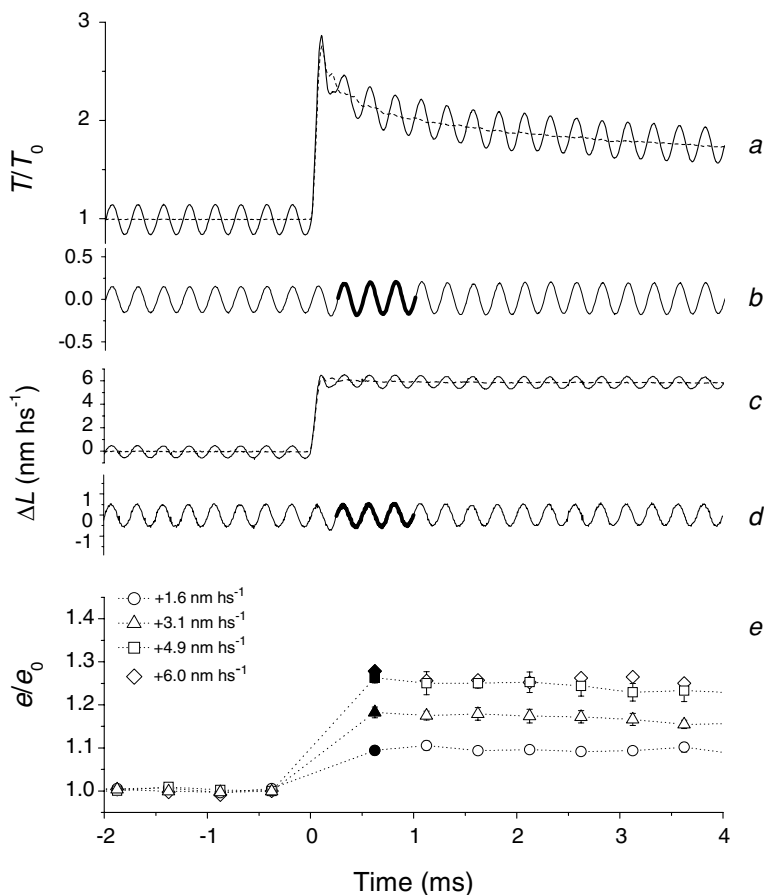 3
2
1
T/T₀
a
0.5
0.0
-0.5
b
6
4
2
0
c
ΔL (nm hs⁻¹)
1
0
-1
d
+1.6 nm hs⁻¹
+3.1 nm hs⁻¹
+4.9 nm hs⁻¹
+6.0 nm hs⁻¹
e
1.4
1.3
1.2
1.1
1.0
e/e₀
-2 -1 0 1 2 3 4
Time (ms)